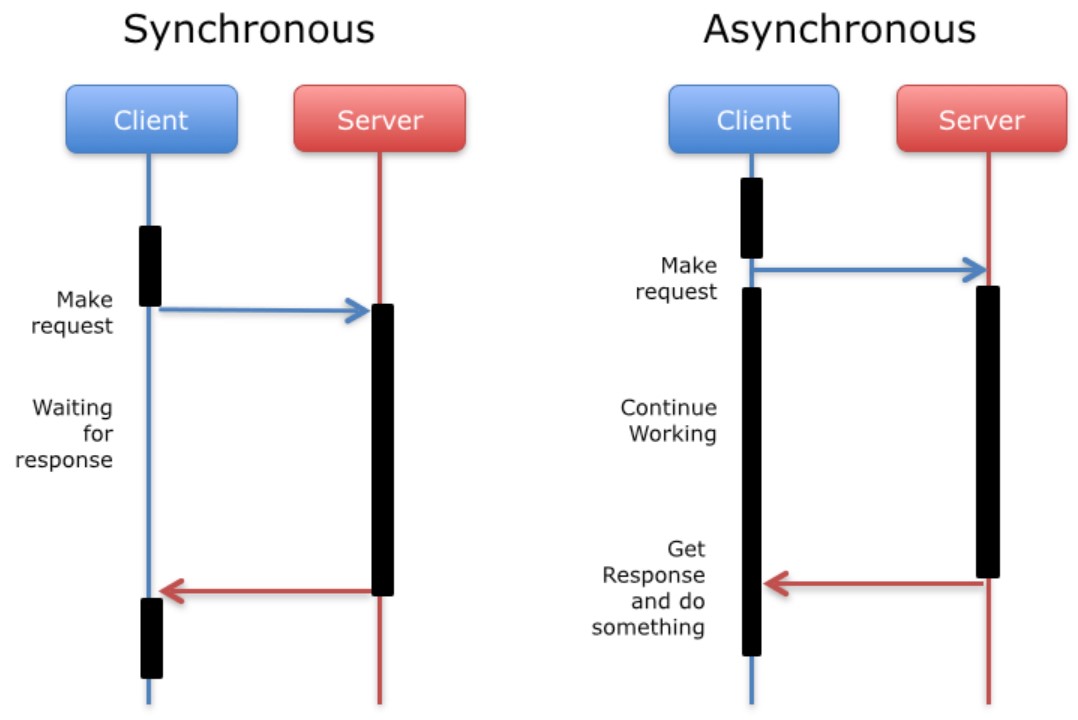 Synchronous
Client
Server
Make
request
Waiting
for
response
Asynchronous
Client
Server
Make
request
Continue
Working
Get
Response
and do
something